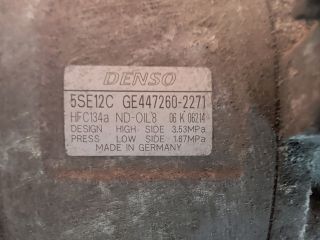 DENSO
5SE12C GE447260-2271
HFC134a ND-OIL8 06 K 06214
DESIGN HIGH SIDE 3.53MPa
PRESS LOW SIDE 1.67MPa
MADE IN GERMANY